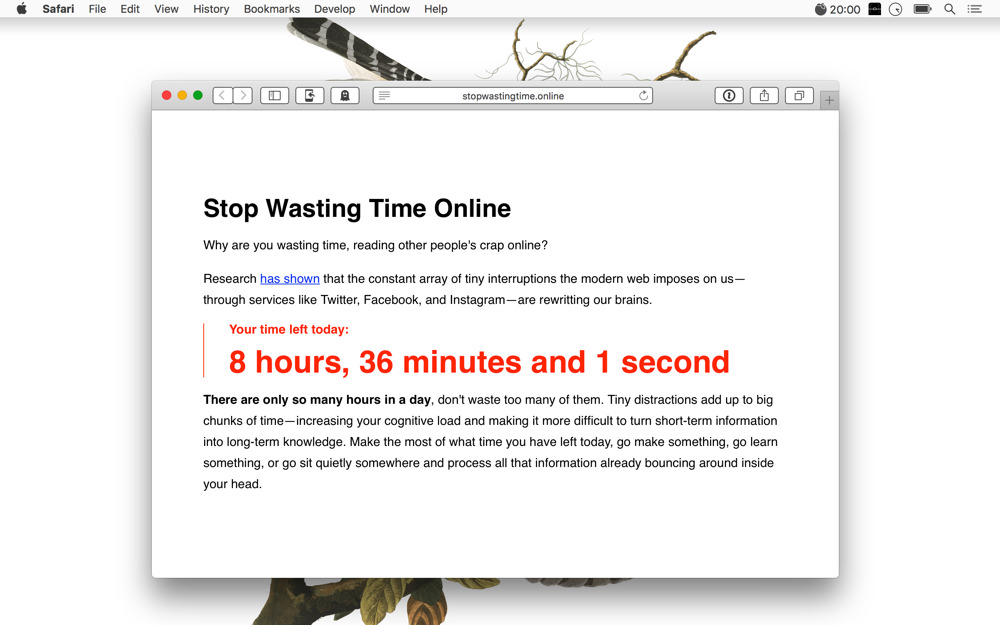 Safari File Edit View History Bookmarks Develop Window Help 20:00
stopwastingtime.online
Stop Wasting Time Online
Why are you wasting time, reading other people's crap online?
Research has shown that the constant array of tiny interruptions the modern web imposes on us—
through services like Twitter, Facebook, and Instagram—are rewritting our brains.
Your time left today:
8 hours, 36 minutes and 1 second
There are only so many hours in a day, don't waste too many of them. Tiny distractions add up to big
chunks of time—increasing your cognitive load and making it more difficult to turn short-term information
into long-term knowledge. Make the most of what time you have left today, go make something, go learn
something, or go sit quietly somewhere and process all that information already bouncing around inside
your head.